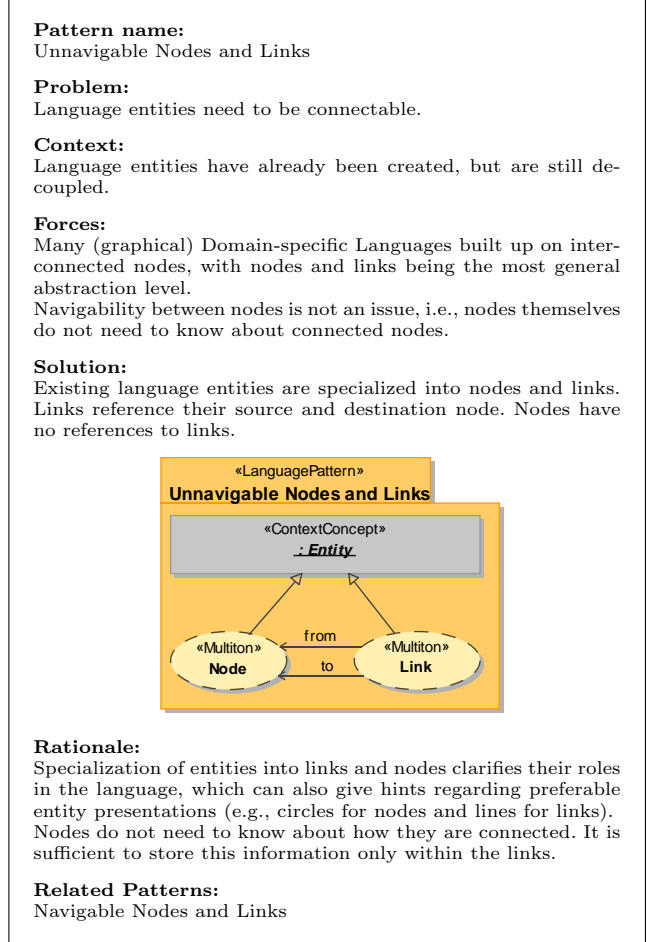 Pattern name:
Unnavigable Nodes and Links
Problem:
Language entities need to be connectable.
Context:
Language entities have already been created, but are still de-
coupled.
Forces:
Many (graphical) Domain-specific Languages built up on inter-
connected nodes, with nodes and links being the most general
abstraction level.
Navigability between nodes is not an issue, i.e., nodes themselves
do not need to know about connected nodes.
Solution:
Existing language entities are specialized into nodes and links.
Links reference their source and destination node. Nodes have
no references to links.
«LanguagePattern»
Unnavigable Nodes and Links
«ContextConcept»
: Entity
from
«Multiton»
Node
«Multiton»
Link
to
Rationale:
Specialization of entities into links and nodes clarifies their roles
in the language, which can also give hints regarding preferable
entity presentations (e.g., circles for nodes and lines for links).
Nodes do not need to know about how they are connected. It is
sufficient to store this information only within the links.
Related Patterns:
Navigable Nodes and Links